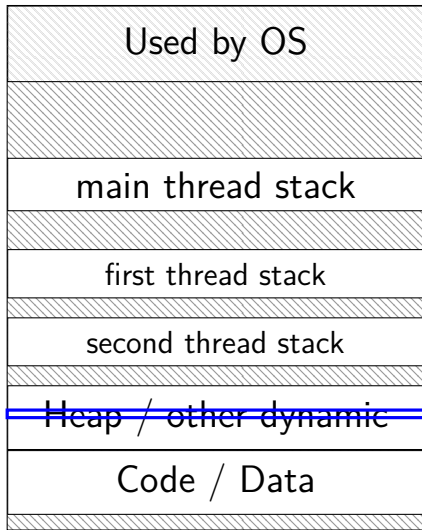 Used by OS
main thread stack
first thread stack
second thread stack
Heap / other dynamic
Code / Data